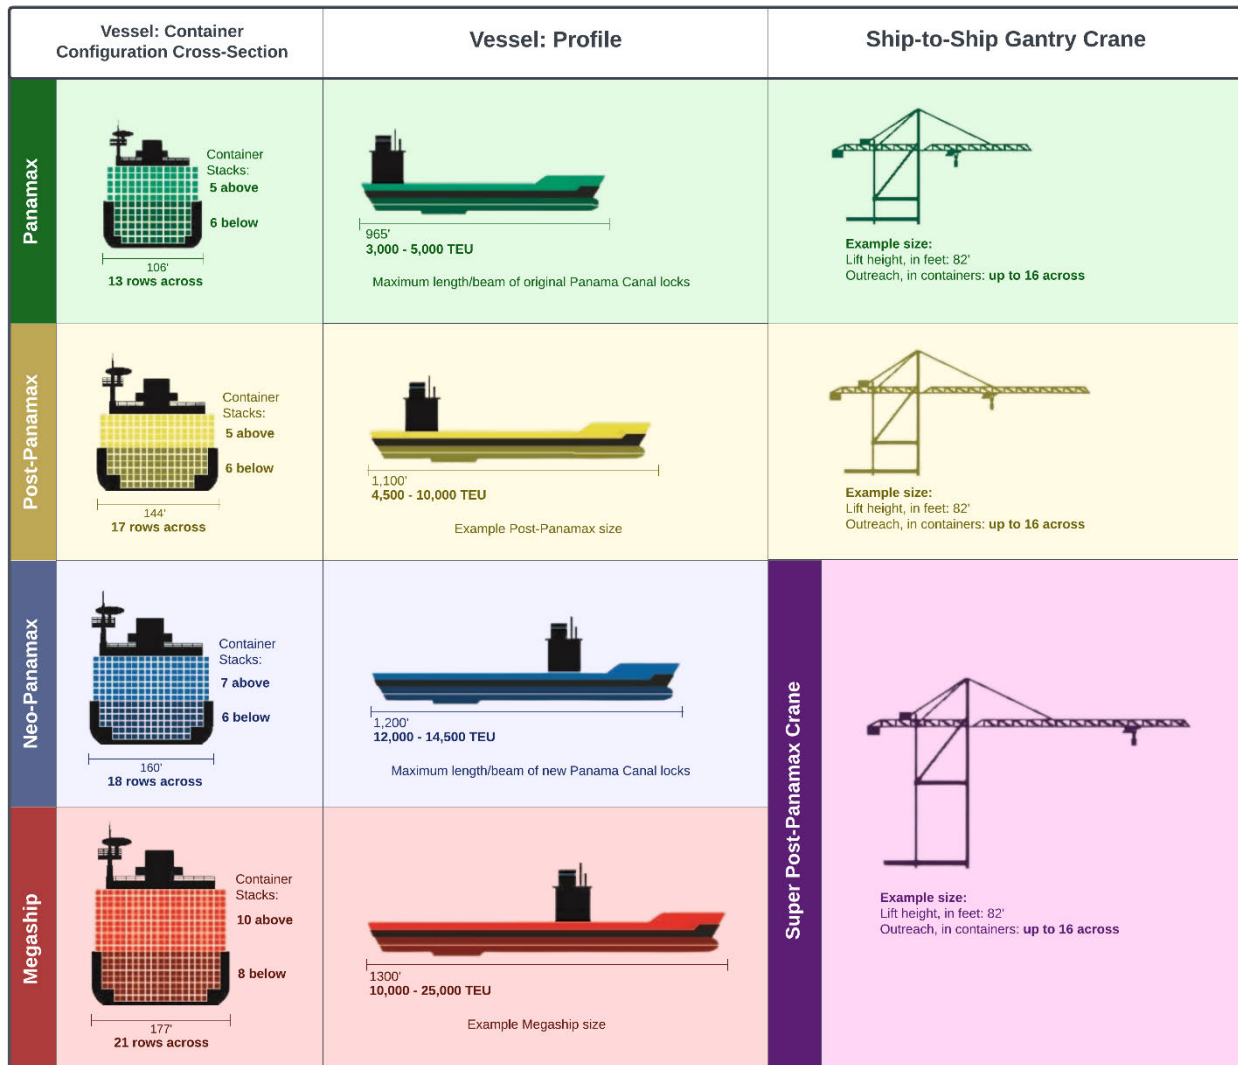 Vessel: Container
Configuration Cross-Section
Vessel: Profile
Ship-to-Ship Gantry Crane
Panamax
Container
Stacks:
5 above
6 below
106'
13 rows across
965'
3,000 - 5,000 TEU
Maximum length/beam of original Panama Canal locks
Example size:
Lift height, in feet: 82'
Outreach, in containers: up to 16 across
Post-Panamax
Container
Stacks:
5 above
6 below
144'
17 rows across
1,100'
4,500 - 10,000 TEU
Example Post-Panamax size
Example size:
Lift height, in feet: 82'
Outreach, in containers: up to 16 across
Neo-Panamax
Container
Stacks:
7 above
6 below
160'
18 rows across
1,200'
12,000 - 14,500 TEU
Maximum length/beam of new Panama Canal locks
Super Post-Panamax Crane
Example size:
Lift height, in feet: 82'
Outreach, in containers: up to 16 across
Megaship
Container
Stacks:
10 above
8 below
177'
21 rows across
1300'
10,000 - 25,000 TEU
Example Megaship size